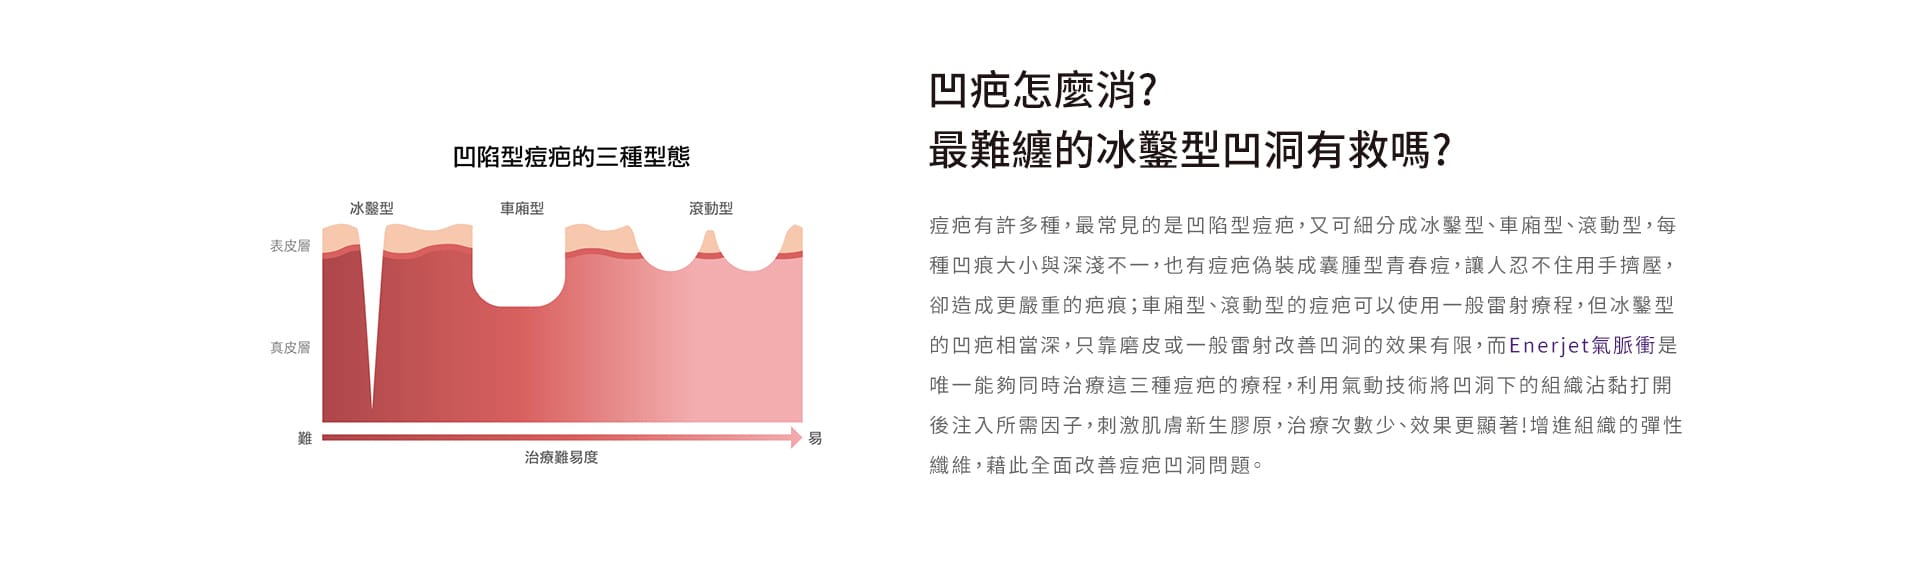 凹疤怎麼消?
最難纏的冰鑿型凹洞有救嗎?
凹陷型痘疤的三種型態
冰鑿型
車廂型
滾動型
表皮層
真皮層
難
易
治療難易度
痘疤有許多種，最常見的是凹陷型痘疤，又可細分成冰鑿型、車廂型、滾動型，每
種凹痕大小與深淺不一，也有痘疤偽裝成囊腫型青春痘，讓人忍不住用手擠壓，
卻造成更嚴重的疤痕；車廂型、滾動型的痘疤可以使用一般雷射療程，但冰鑿型
的凹疤相當深，只靠磨皮或一般雷射改善凹洞的效果有限，而Enerjet氣脈衝是
唯一能夠同時治療這三種痘疤的療程，利用氣動技術將凹洞下的組織沾黏打開
後注入所需因子，刺激肌膚新生膠原，治療次數少、效果更顯著!增進組織的彈性
纖維，藉此全面改善痘疤凹洞問題。